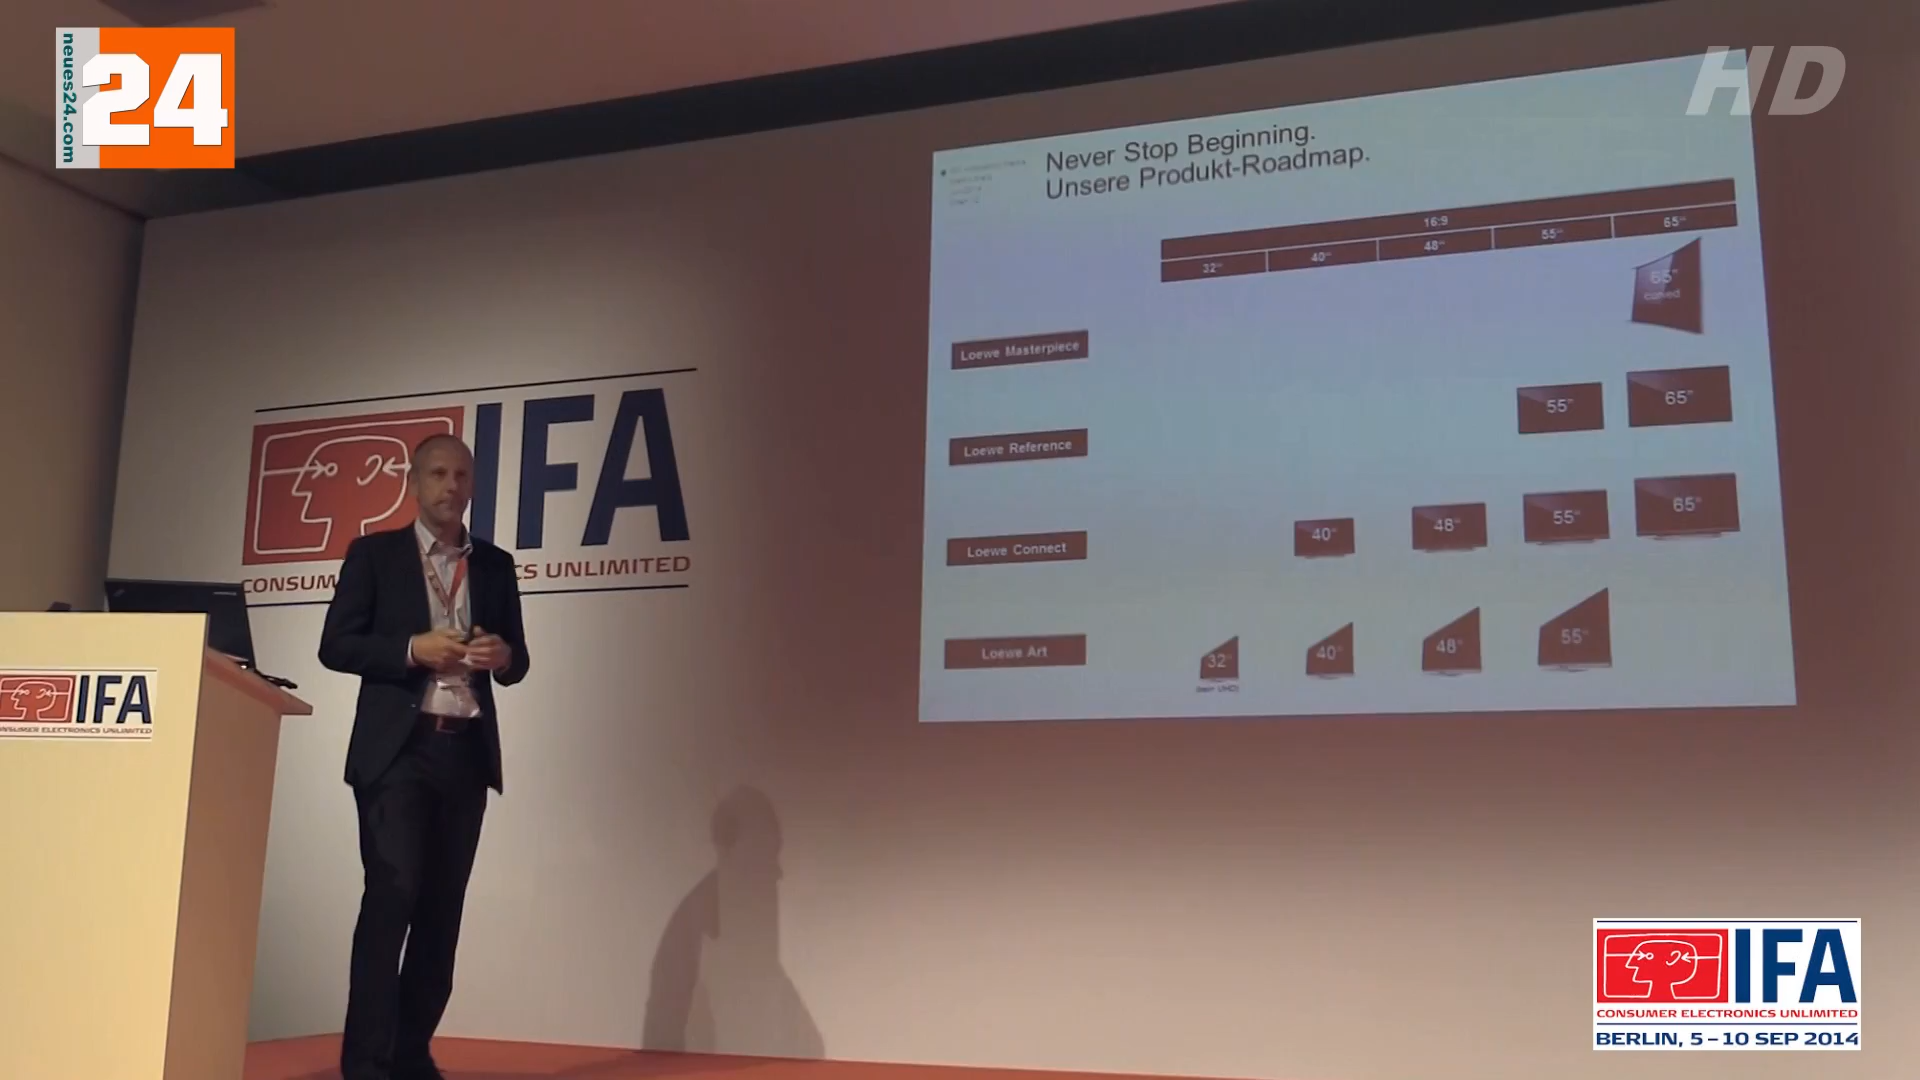 neues24.com
24
HD
Never Stop Beginning.
Unsere Produkt-Roadmap.
16:9
32" 40" 48" 55" 65"
65"
curved
Loewe Masterpiece
55" 65"
Loewe Reference
40" 48" 55" 65"
Loewe Connect
32" 40" 48" 55"
Loewe Art
IFA
CONSUM
CS UNLIMITED
IFA
CONSUMER ELECTRONICS UNLIMITED
IFA
CONSUMER ELECTRONICS UNLIMITED
BERLIN, 5–10 SEP 2014